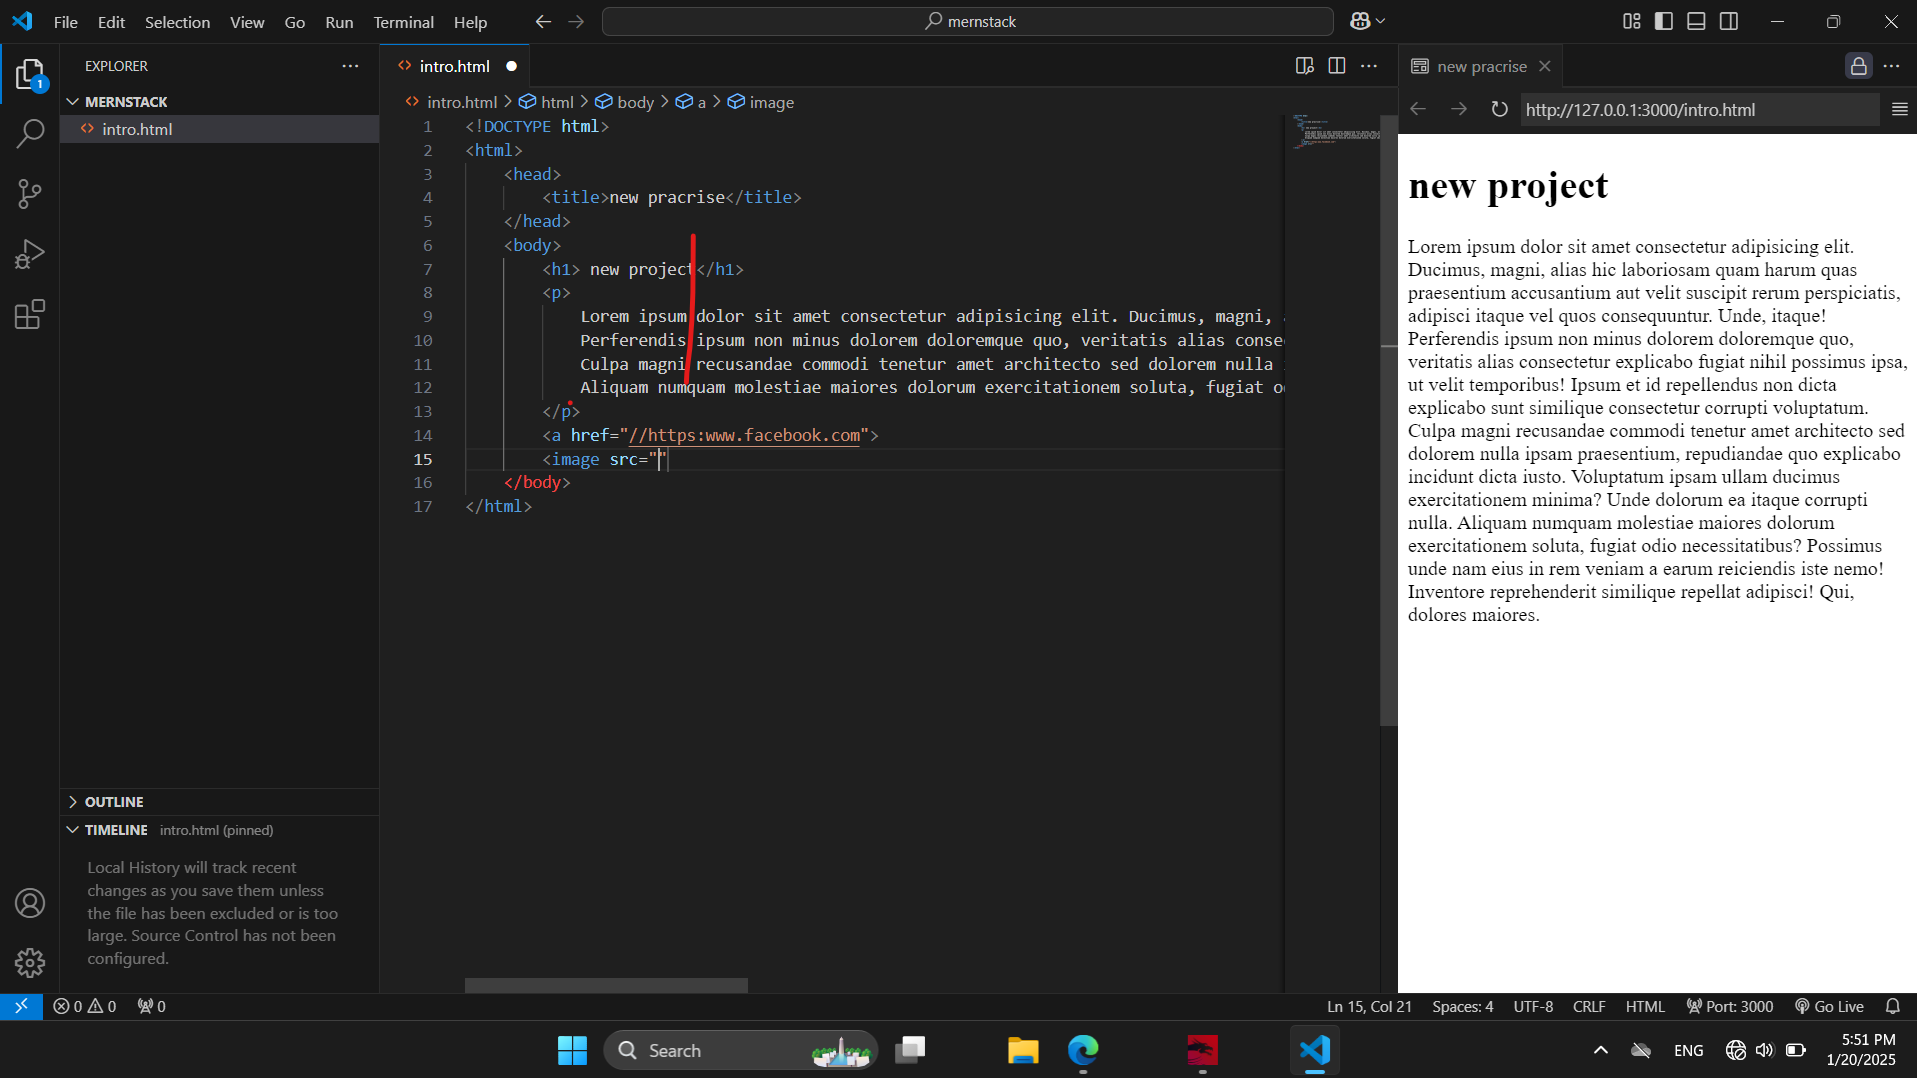 File Edit Selection View Go Run Terminal Help
mernstack
EXPLORER
MERNSTACK
intro.html
1
intro.html
intro.html > html > body > a > image
1 <!DOCTYPE html>
2 <html>
3 <head>
4 <title>new pracrise</title>
5 </head>
6 <body>
7 <h1> new project</h1>
8 <p>
9 Lorem ipsum dolor sit amet consectetur adipisicing elit. Ducimus, magni,
10 Perferendis ipsum non minus dolorem doloremque quo, veritatis alias conse
11 Culpa magni recusandae commodi tenetur amet architecto sed dolorem nulla
12 Aliquam numquam molestiae maiores dolorum exercitationem soluta, fugiat o
13 </p>
14 <a href="//https:www.facebook.com">
15 <image src=""
16 </body>
17 </html>
new pracrise
http://127.0.0.1:3000/intro.html
new project
Lorem ipsum dolor sit amet consectetur adipisicing elit.
Ducimus, magni, alias hic laboriosam quam harum quas
praesentium accusantium aut velit suscipit rerum perspiciatis,
adipisci itaque vel quos consequuntur. Unde, itaque!
Perferendis ipsum non minus dolorem doloremque quo,
veritatis alias consectetur explicabo fugiat nihil possimus ipsa,
ut velit temporibus! Ipsum et id repellendus non dicta
explicabo sunt similique consectetur corrupti voluptatum.
Culpa magni recusandae commodi tenetur amet architecto sed
dolorem nulla ipsam praesentium, repudiandae quo explicabo
incidunt dicta iusto. Voluptatum ipsam ullam ducimus
exercitationem minima? Unde dolorum ea itaque corrupti
nulla. Aliquam numquam molestiae maiores dolorum
exercitationem soluta, fugiat odio necessitatibus? Possimus
unde nam eius in rem veniam a earum reiciendis iste nemo!
Inventore reprehenderit similique repellat adipisci! Qui,
dolores maiores.
OUTLINE
TIMELINE intro.html (pinned)
Local History will track recent
changes as you save them unless
the file has been excluded or is too
large. Source Control has not been
configured.
0 0 0
Ln 15, Col 21 Spaces: 4 UTF-8 CRLF HTML Port: 3000 Go Live
Search
ENG
5:51 PM
1/20/2025